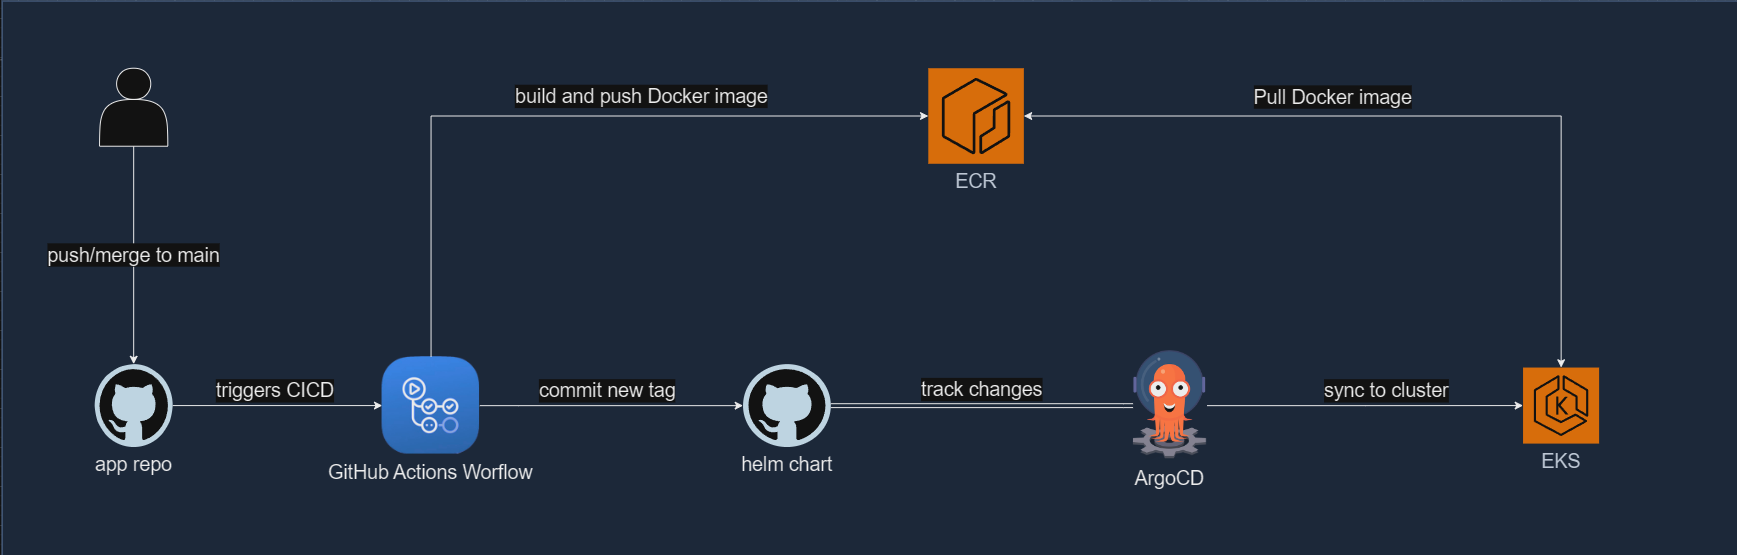 build and push Docker image
Pull Docker image
ECR
push/merge to main
triggers CICD
commit new tag
track changes
sync to cluster
K
app repo
GitHub Actions Worflow
helm chart
ArgoCD
EKS